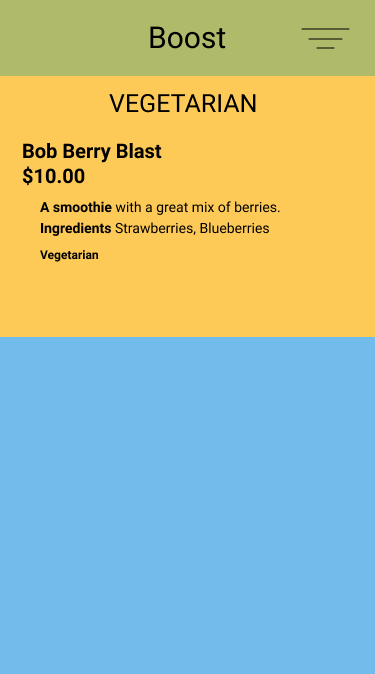 Boost
VEGETARIAN
Bob Berry Blast
$10.00
A smoothie with a great mix of berries.
Ingredients Strawberries, Blueberries
Vegetarian